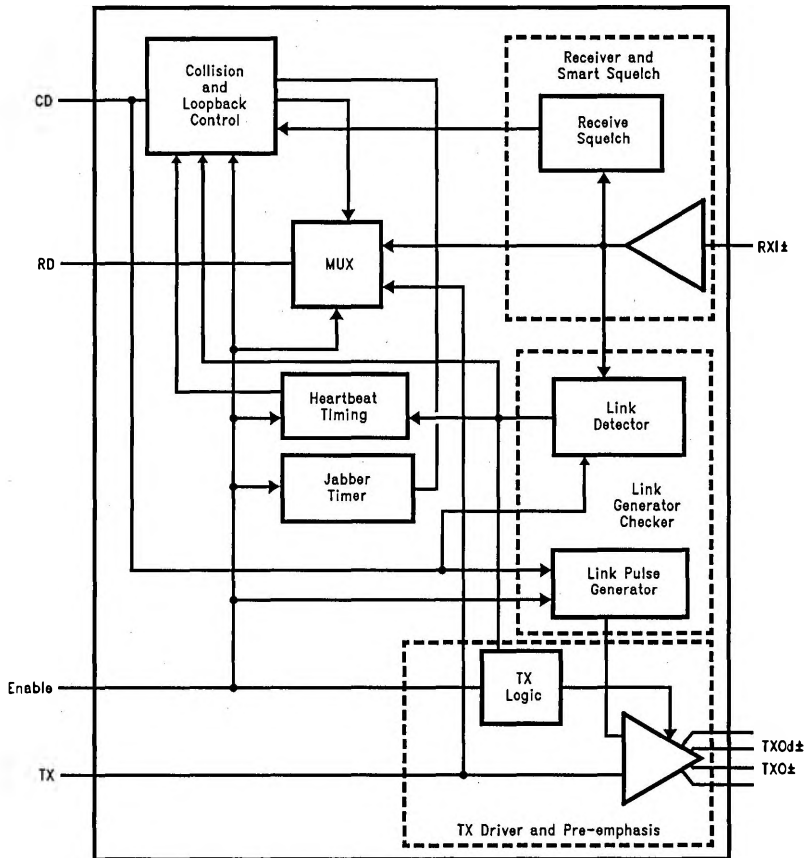 Collision
and
Loopback
Control
CD
Receiver and
Smart Squelch
Receive
Squelch
RD
MUX
RXI±
Heartbeat
Timing
Link
Detector
Jabber
Timer
Link
Generator
Checker
Link Pulse
Generator
Enable
TX
Logic
TX
TXOd±
TXO±
TX Driver and Pre-emphasis